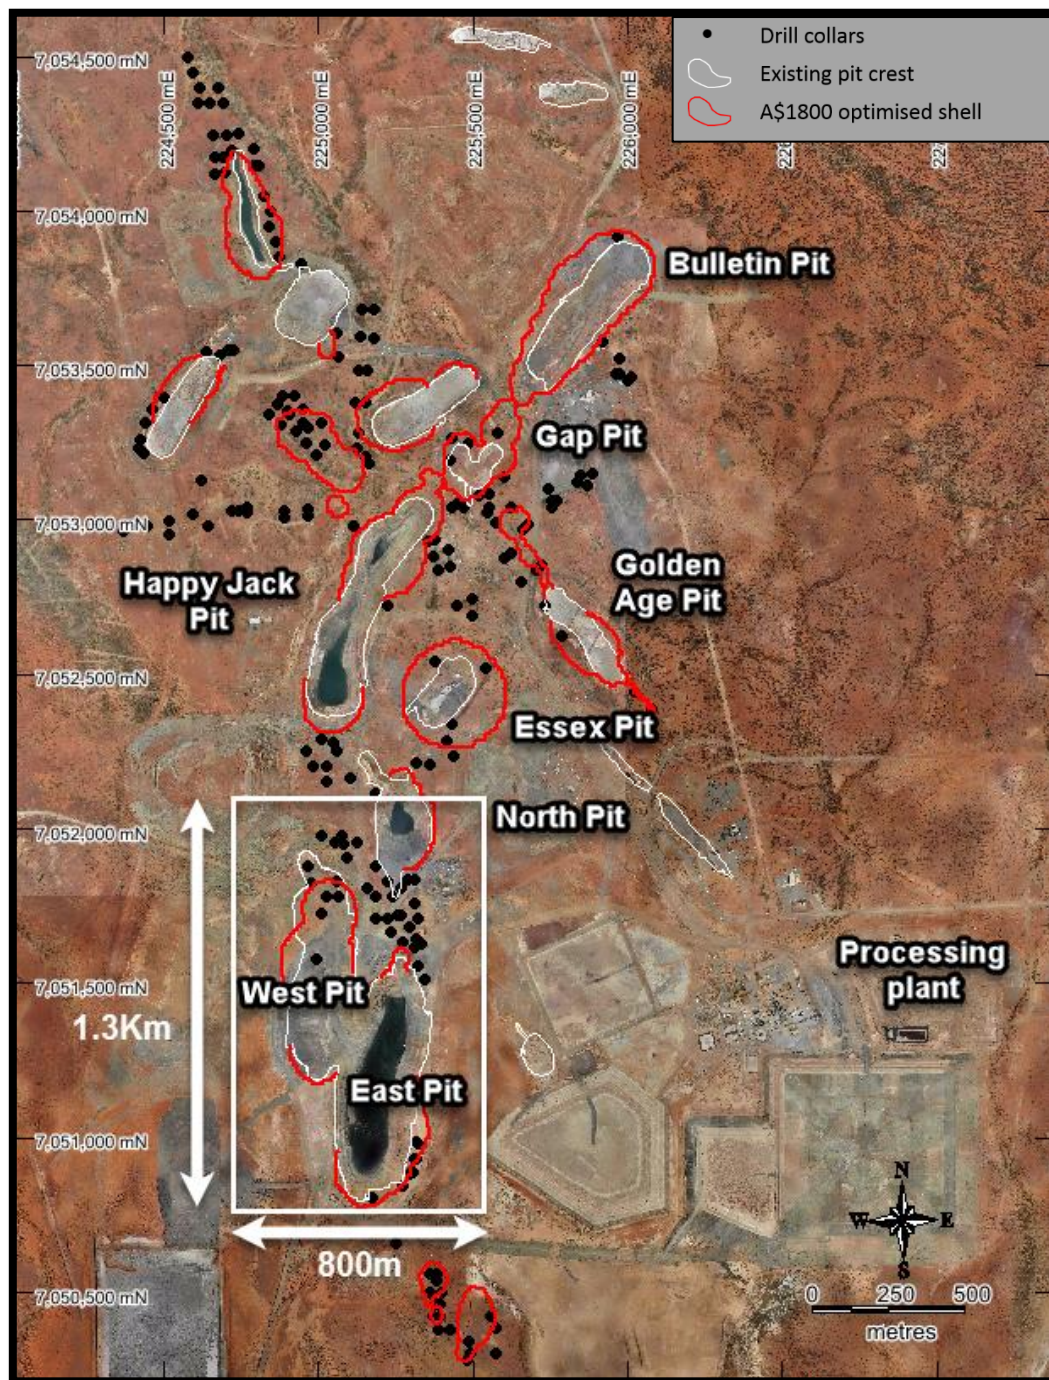 Drill collars
Existing pit crest
A$1800 optimised shell
7,054,500 mN
224,500 mE
225,000 mE
225,500 mE
226,000 mE
7,054,000 mN
Bulletin Pit
7,053,500 mN
Gap Pit
7,053,000 mN
Happy Jack
Pit
Golden
Age Pit
7,052,500 mN
Essex Pit
North Pit
7,052,000 mN
Processing
plant
7,051,500 mN
West Pit
1.3Km
East Pit
7,051,000 mN
N
W
E
S
800m
7,050,500 mN
0 250 500
metres